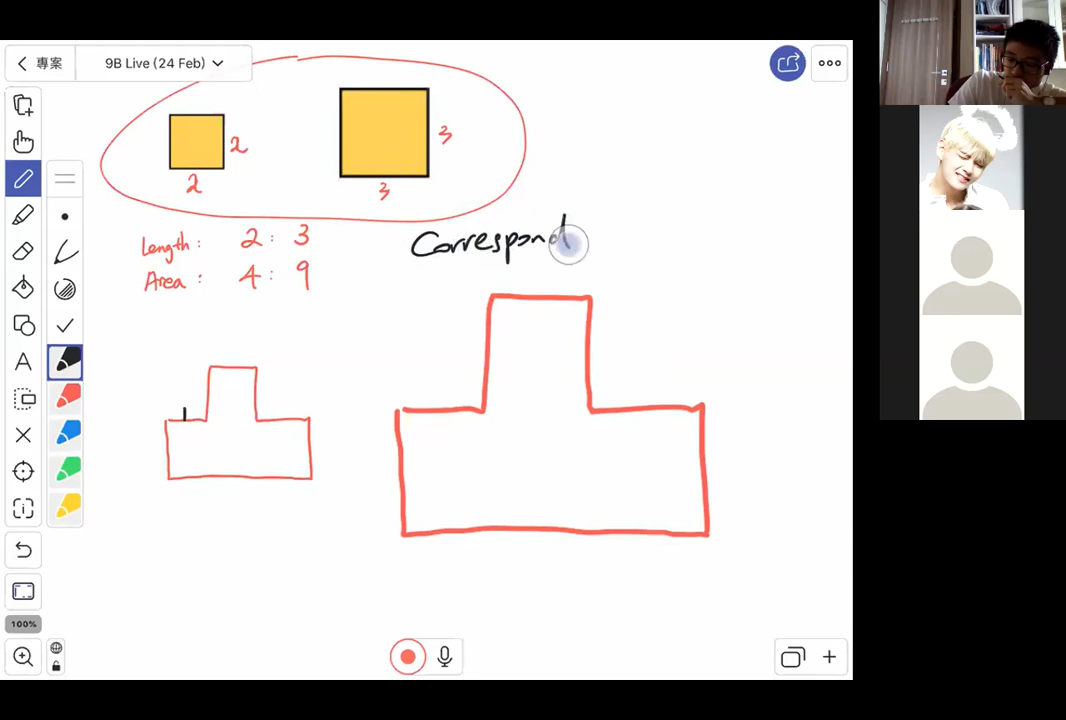 專案
9B Live (24 Feb)
2
3
2
3
Length: 2 : 3
Correspond
Area: 4 : 9
A
100%